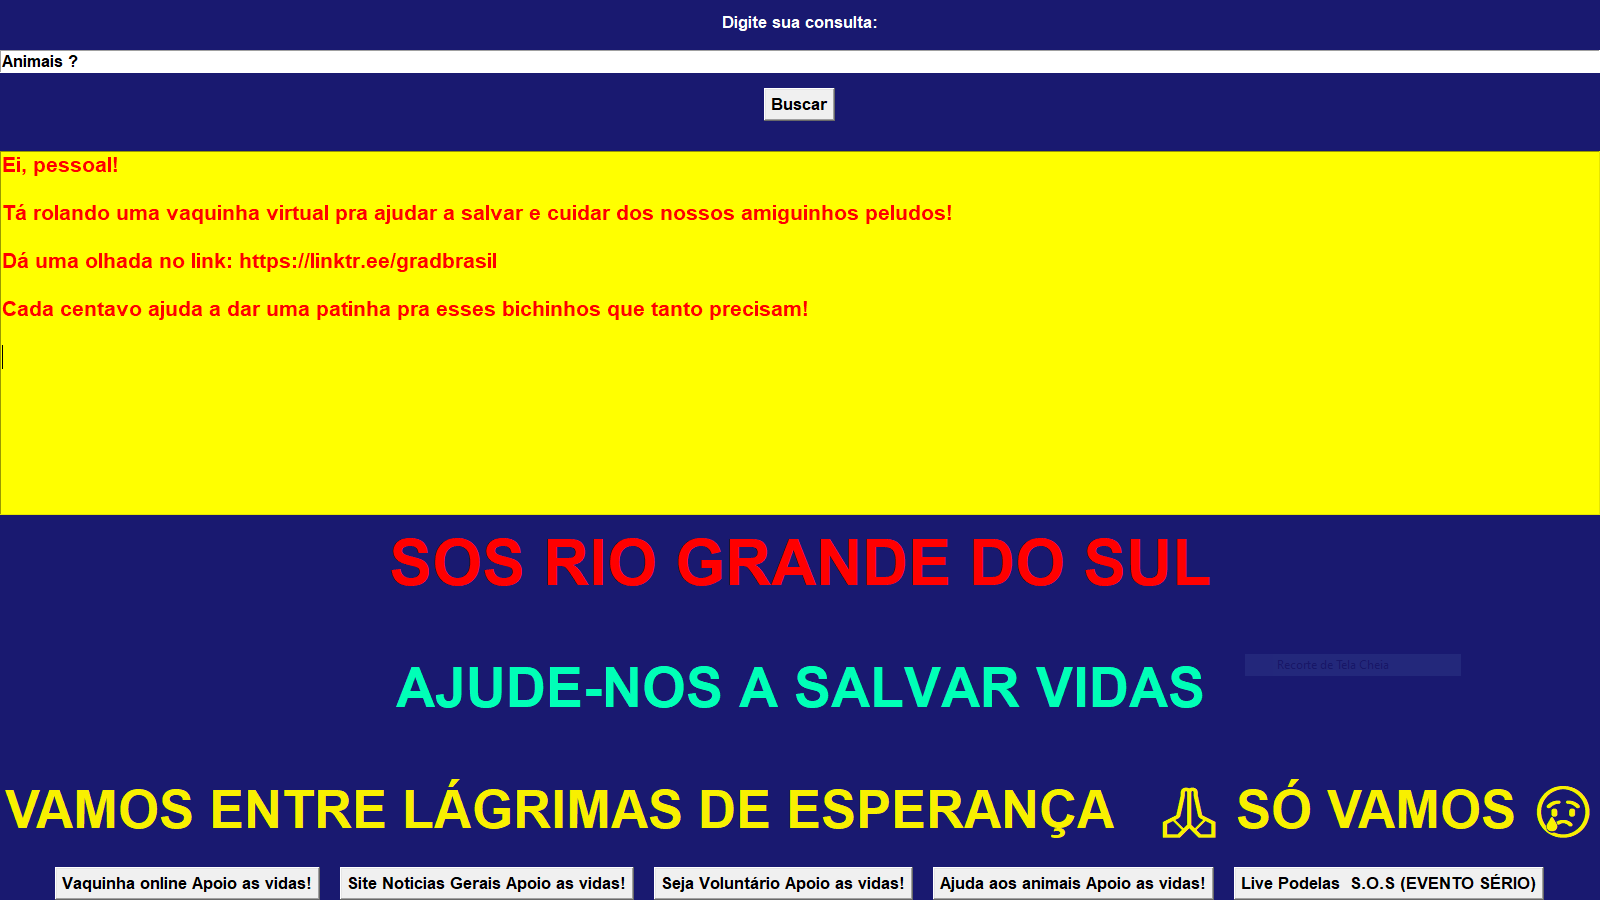 Digite sua consulta:
Animais ?
Buscar
Ei, pessoal!
Tá rolando uma vaquinha virtual pra ajudar a salvar e cuidar dos nossos amiguinhos peludos!
Dá uma olhada no link: https://linktr.ee/gradbrasil
Cada centavo ajuda a dar uma patinha pra esses bichinhos que tanto precisam!
SOS RIO GRANDE DO SUL
AJUDE-NOS A SALVAR VIDAS
Recorte de Tela Cheia
VAMOS ENTRE LÁGRIMAS DE ESPERANÇA 🙏 SÓ VAMOS 😢
Vaquinha online Apoio as vidas!
Site Noticias Gerais Apoio as vidas!
Seja Voluntário Apoio as vidas!
Ajuda aos animais Apoio as vidas!
Live Podelas  S.O.S (EVENTO SÉRIO)